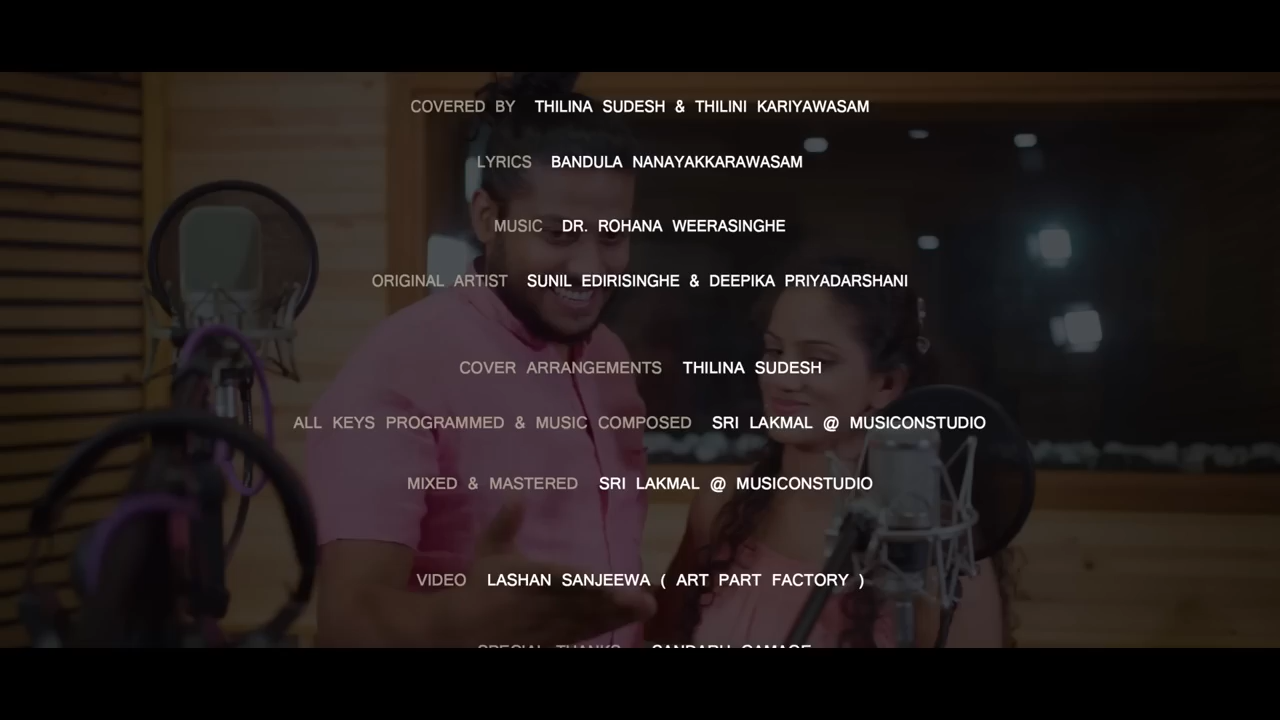 COVERED BY THILINA SUDESH & THILINI KARIYAWASAM
LYRICS BANDULA NANAYAKKARAWASAM
MUSIC DR. ROHANA WEERASINGHE
ORIGINAL ARTIST SUNIL EDIRISINGHE & DEEPIKA PRIYADARSHANI
COVER ARRANGEMENTS THILINA SUDESH
ALL KEYS PROGRAMMED & MUSIC COMPOSED SRI LAKMAL @ MUSICONSTUDIO
MIXED & MASTERED SRI LAKMAL @ MUSICONSTUDIO
VIDEO LASHAN SANJEEWA ( ART PART FACTORY )
SPECIAL THANKS